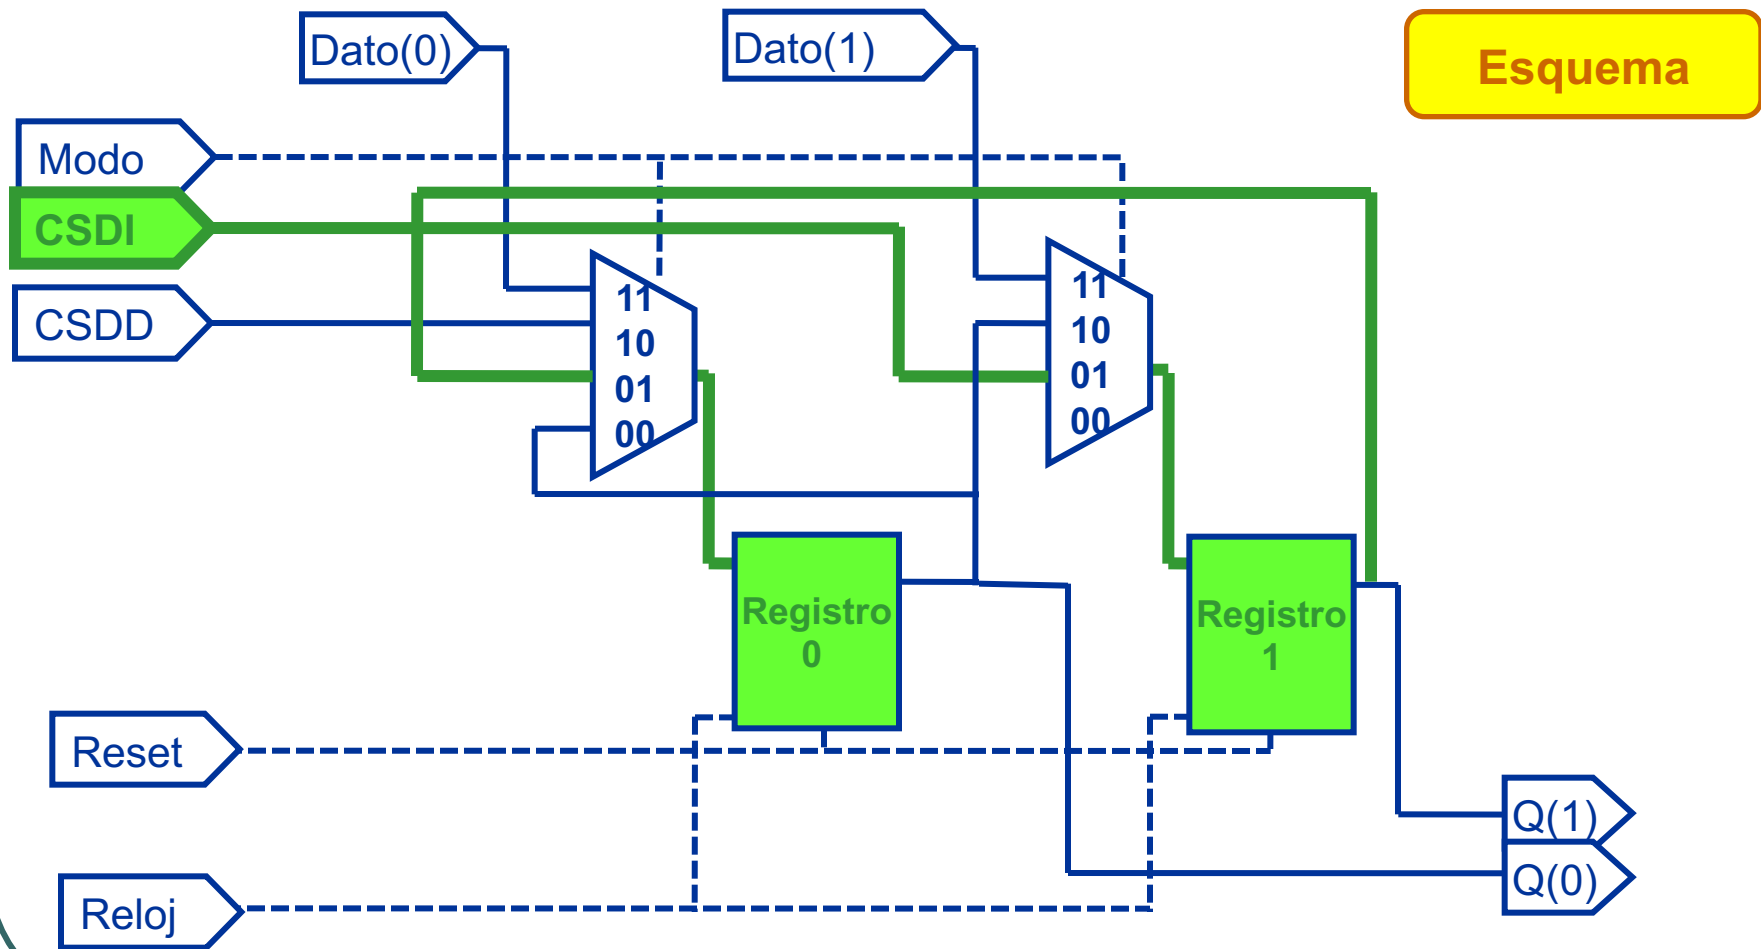 Dato(0)
Dato(1)
Esquema
Modo
CSDI
CSDD
11
10
01
00
11
10
01
00
Registro
0
Registro
1
Reset
Reloj
Q(1)
Q(0)